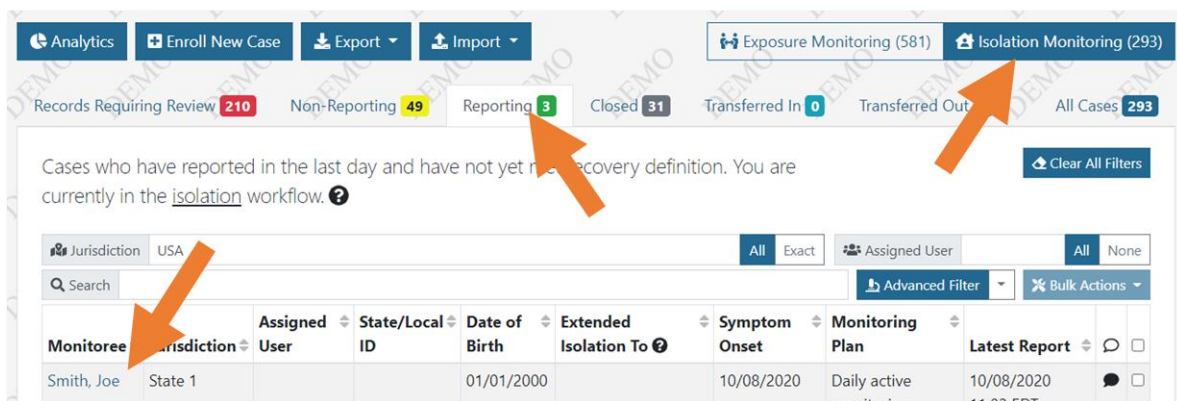 Analytics Enroll New Case Export Import Exposure Monitoring (581) Isolation Monitoring (293)
Records Requiring Review 210 Non-Reporting 49 Reporting 3 Closed 31 Transferred In 0 Transferred Out All Cases 293
Cases who have reported in the last day and have not yet recovery definition. You are
currently in the isolation workflow.
Clear All Filters
Jurisdiction USA All Exact Assigned User All None
Search Advanced Filter Bulk Actions
Assigned State/Local Date of Extended Symptom Monitoring
Monitoree Jurisdiction User ID Birth Isolation To Onset Plan Latest Report
Smith, Joe State 1 01/01/2000 10/08/2020 Daily active 10/08/2020
DEMO